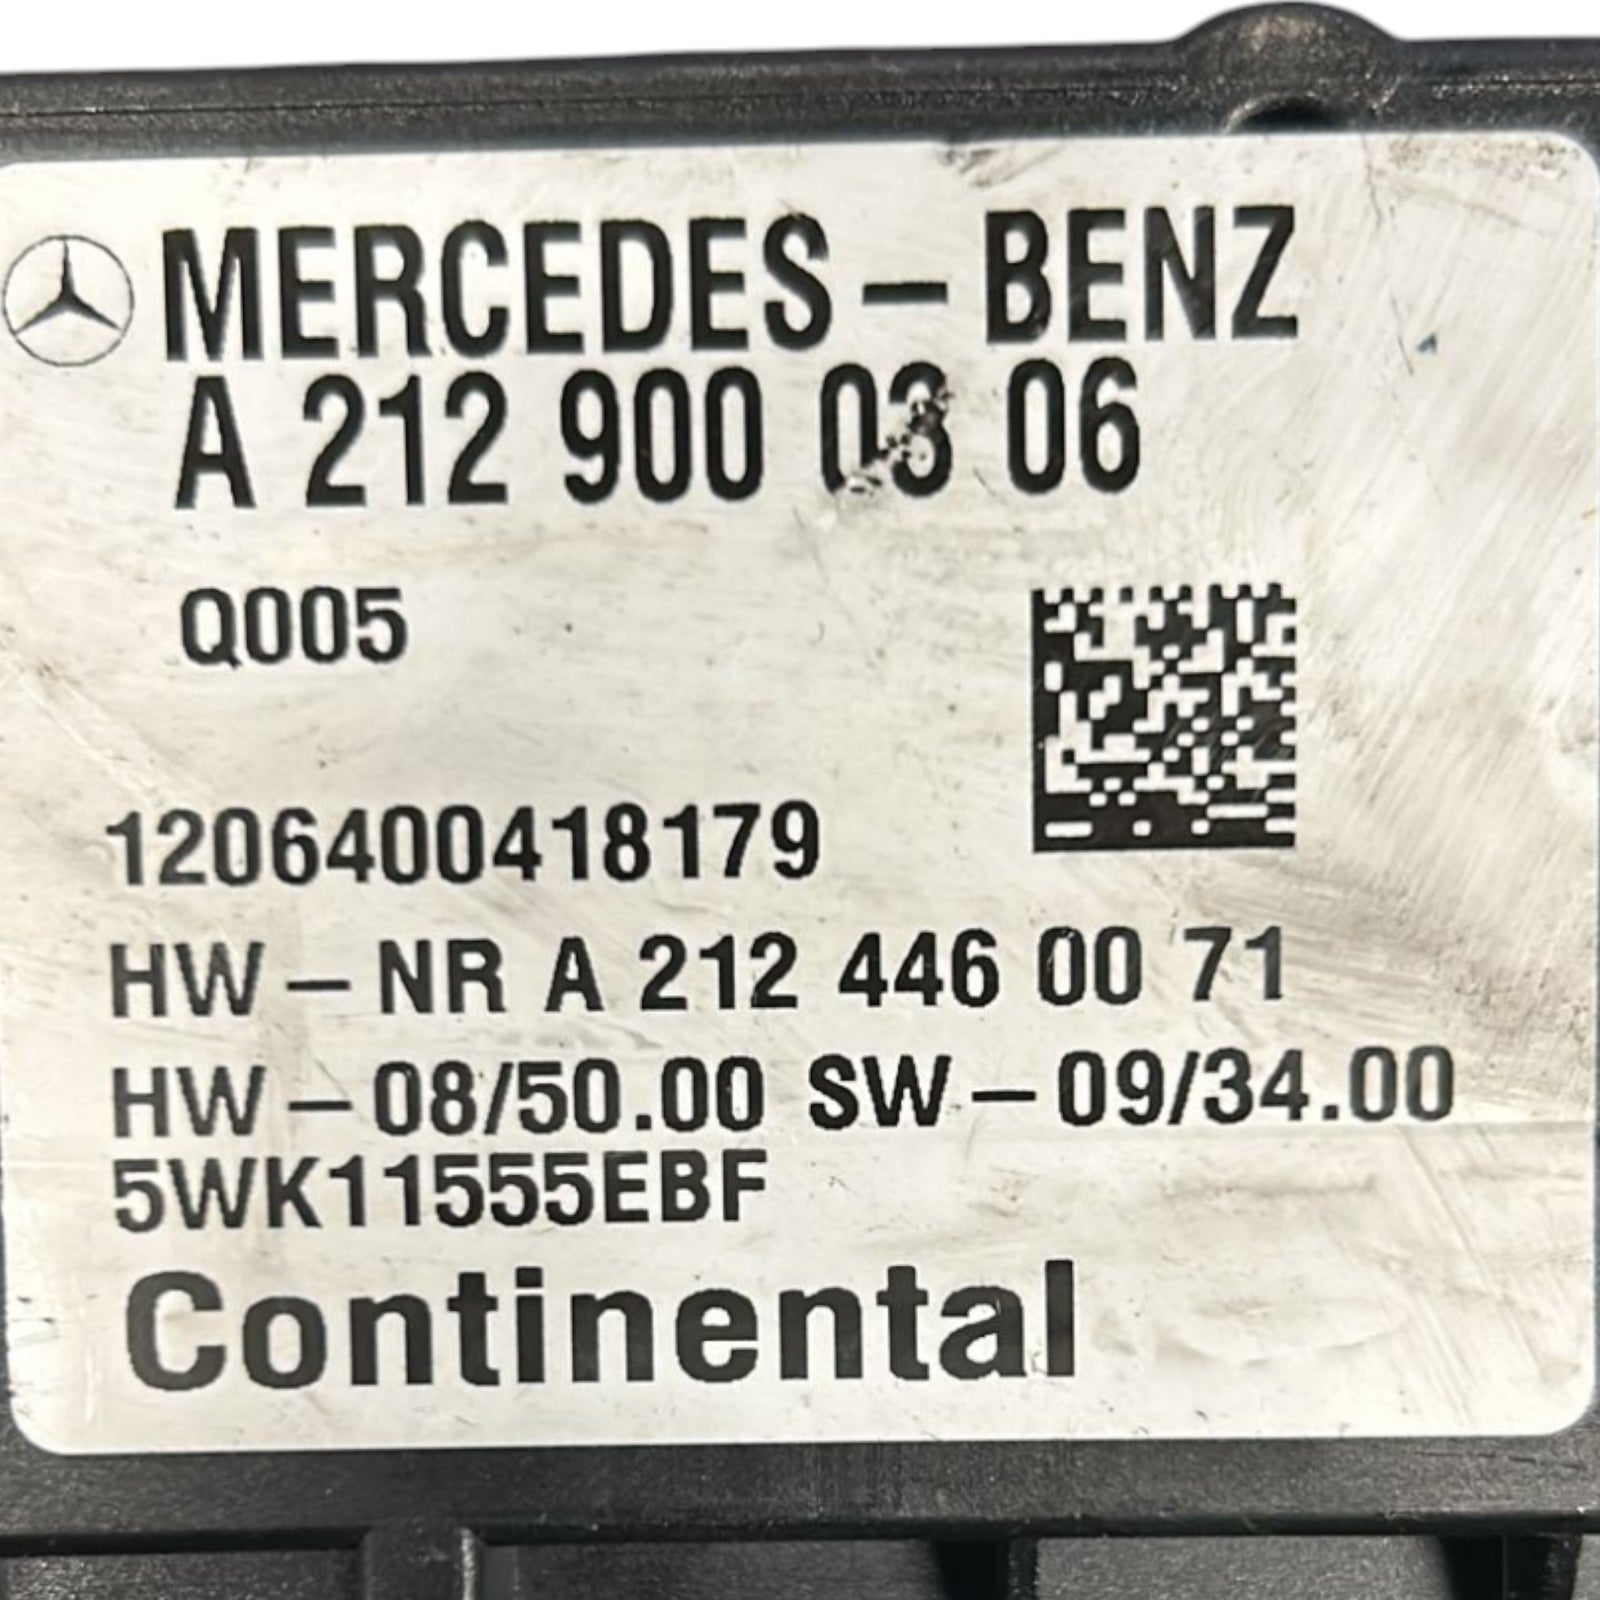 MERCEDES-BENZ
A 212 900 03 06
Q005
1206400418179
HW-NR A 212 446 00 71
HW-08/50.00 SW-09/34.00
5WK11555EBF
Continental